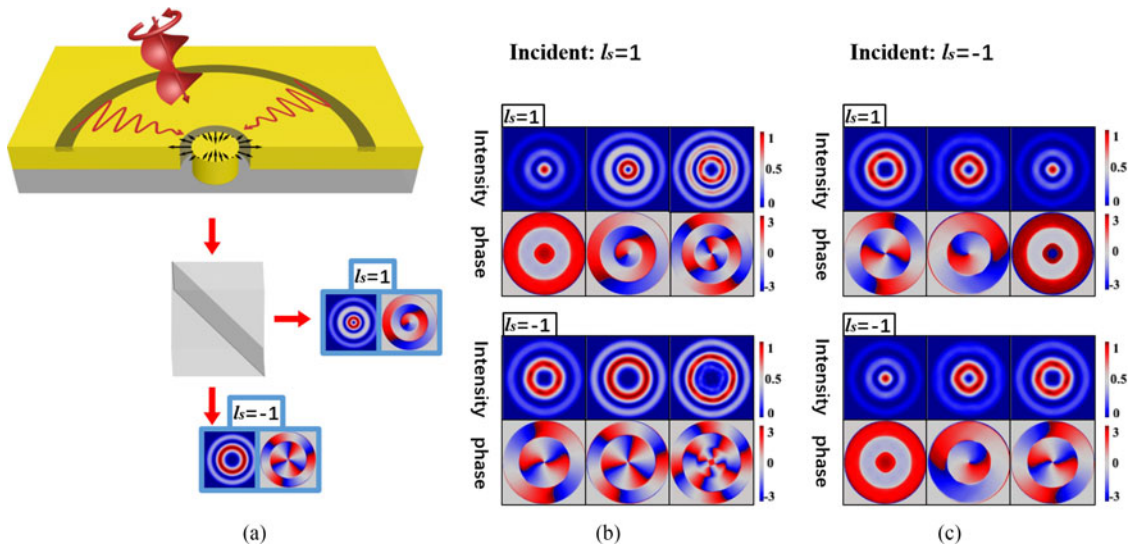 Incident: ls=1
Incident: ls=-1
ls=1
Intensity
1
0.5
0
phase
3
0
-3
ls=-1
Intensity
1
0.5
0
phase
3
0
-3
ls=1
Intensity
1
0.5
0
phase
3
0
-3
ls=-1
Intensity
1
0.5
0
phase
3
0
-3
ls=1
ls=-1
(a)
(b)
(c)